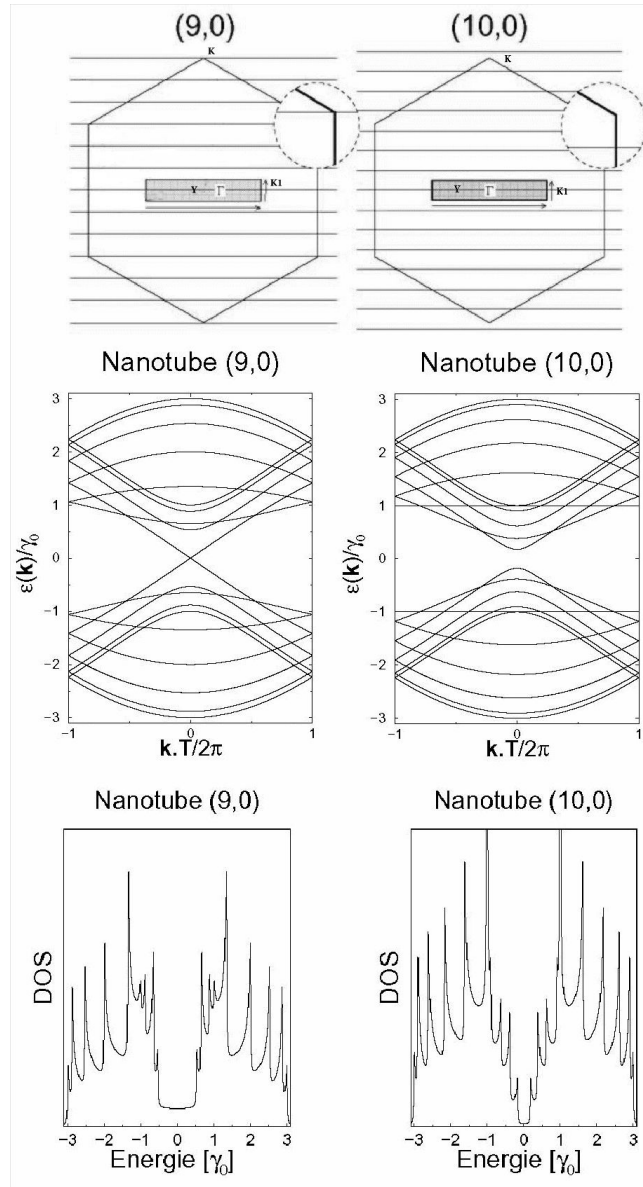 (9,0) (10,0)
K K
Y Γ K1 Y Γ K1
Nanotube (9,0) Nanotube (10,0)
3 3
2 2
1 1
ε(k)/γ₀ 0 ε(k)/γ₀ 0
−1 −1
−2 −2
−3 −3
−1 0 1 −1 0 1
k.T/2π k.T/2π
Nanotube (9,0) Nanotube (10,0)
DOS DOS
−3 −2 −1 0 1 2 3 −3 −2 −1 0 1 2 3
Energie [γ₀] Energie [γ₀]